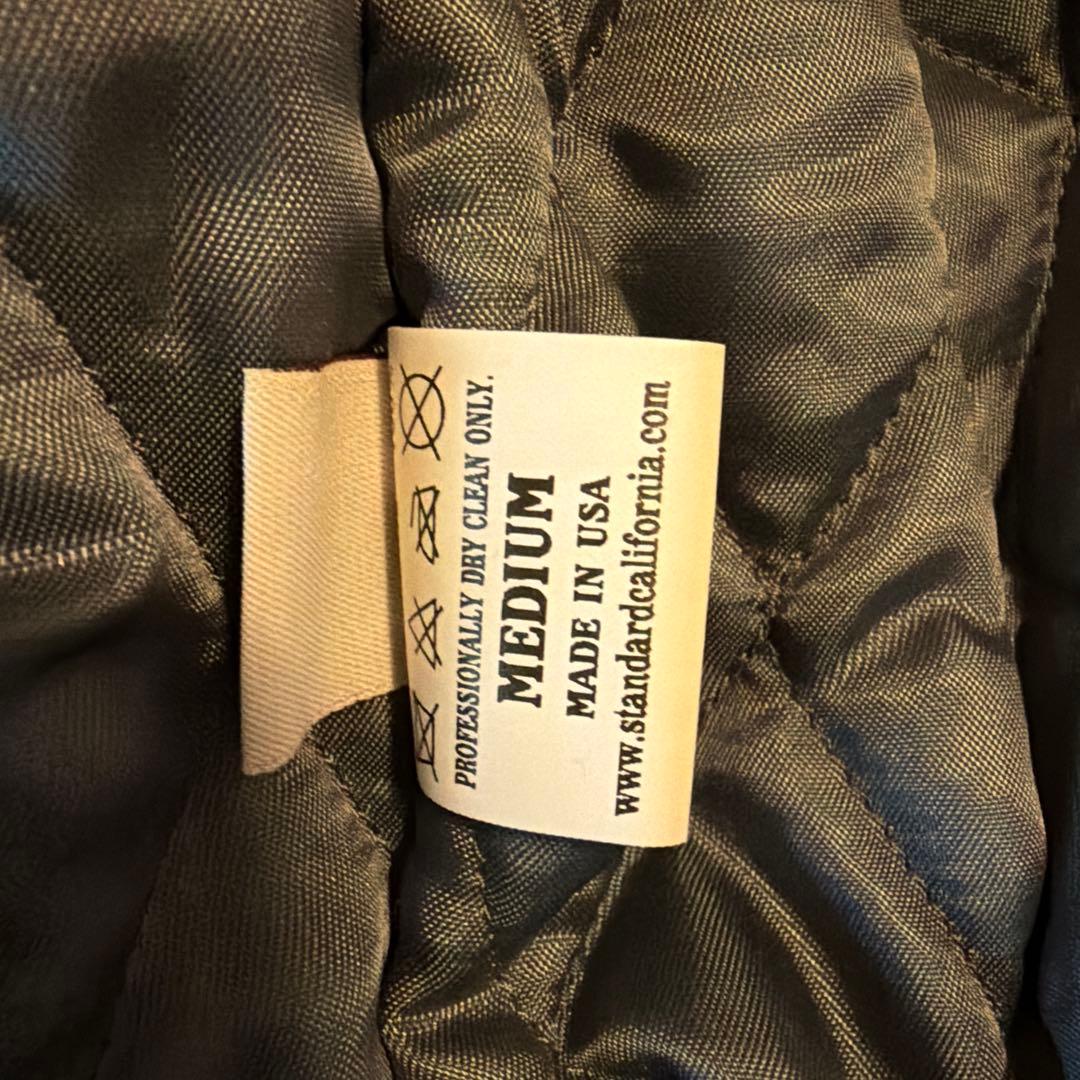 PROFESSIONALLY DRY CLEAN ONLY.
MEDIUM
MADE IN USA
www.standardcalifornia.com